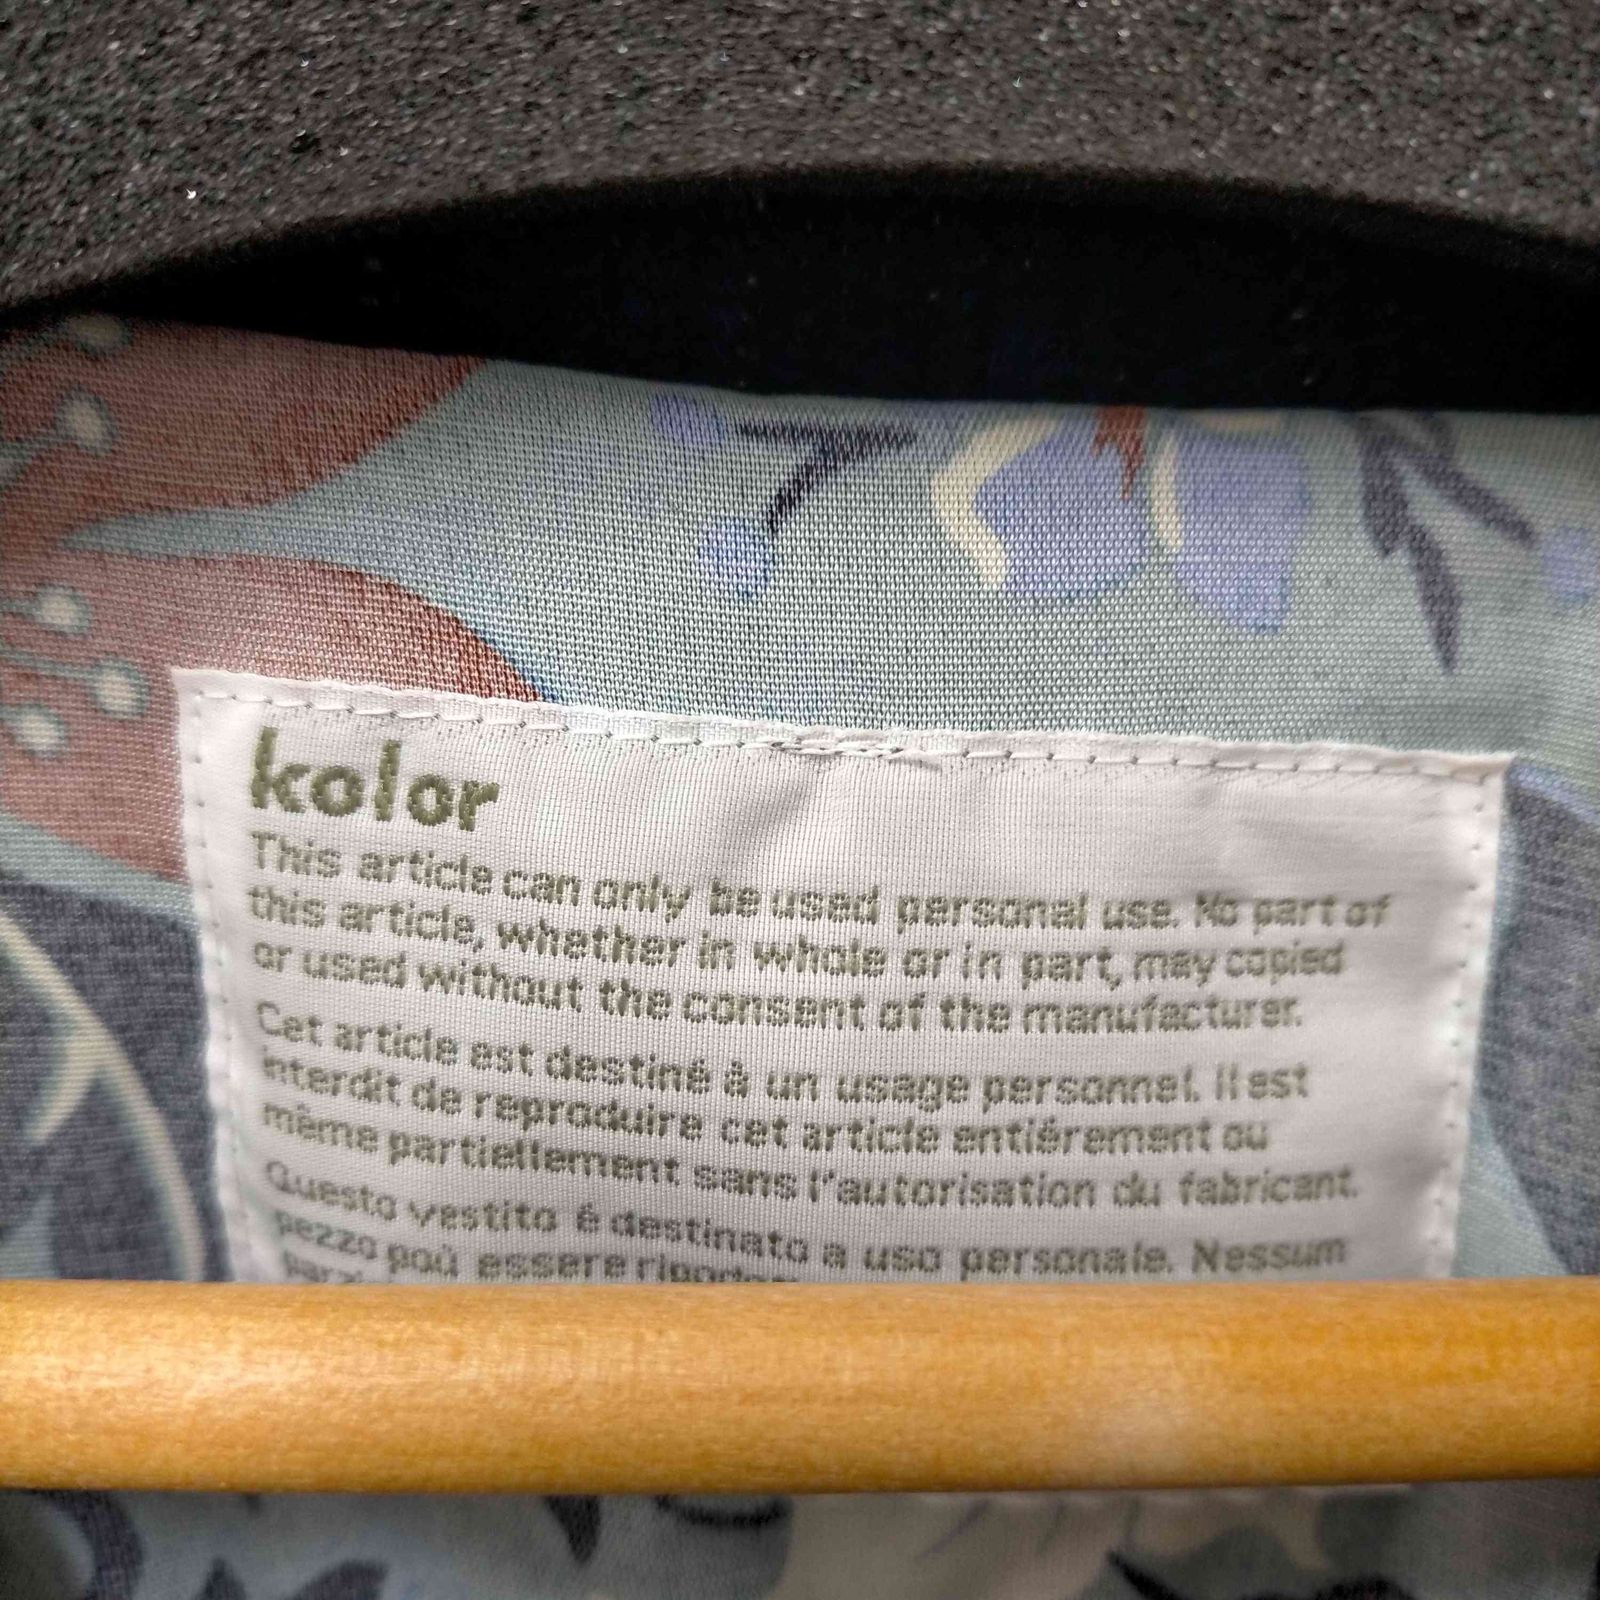 kolor
This article can only be used personal use. No part of
this article, whether in whole or in part, may copied
or used without the consent of the manufacturer.
Cet article est destiné à un usage personnel. Il est
interdit de reproduire cet article entiérement ou
même partiellement sans l'autorisation du fabricant.
Questo vestito è destinato a uso personale. Nessum
pezzo può essere